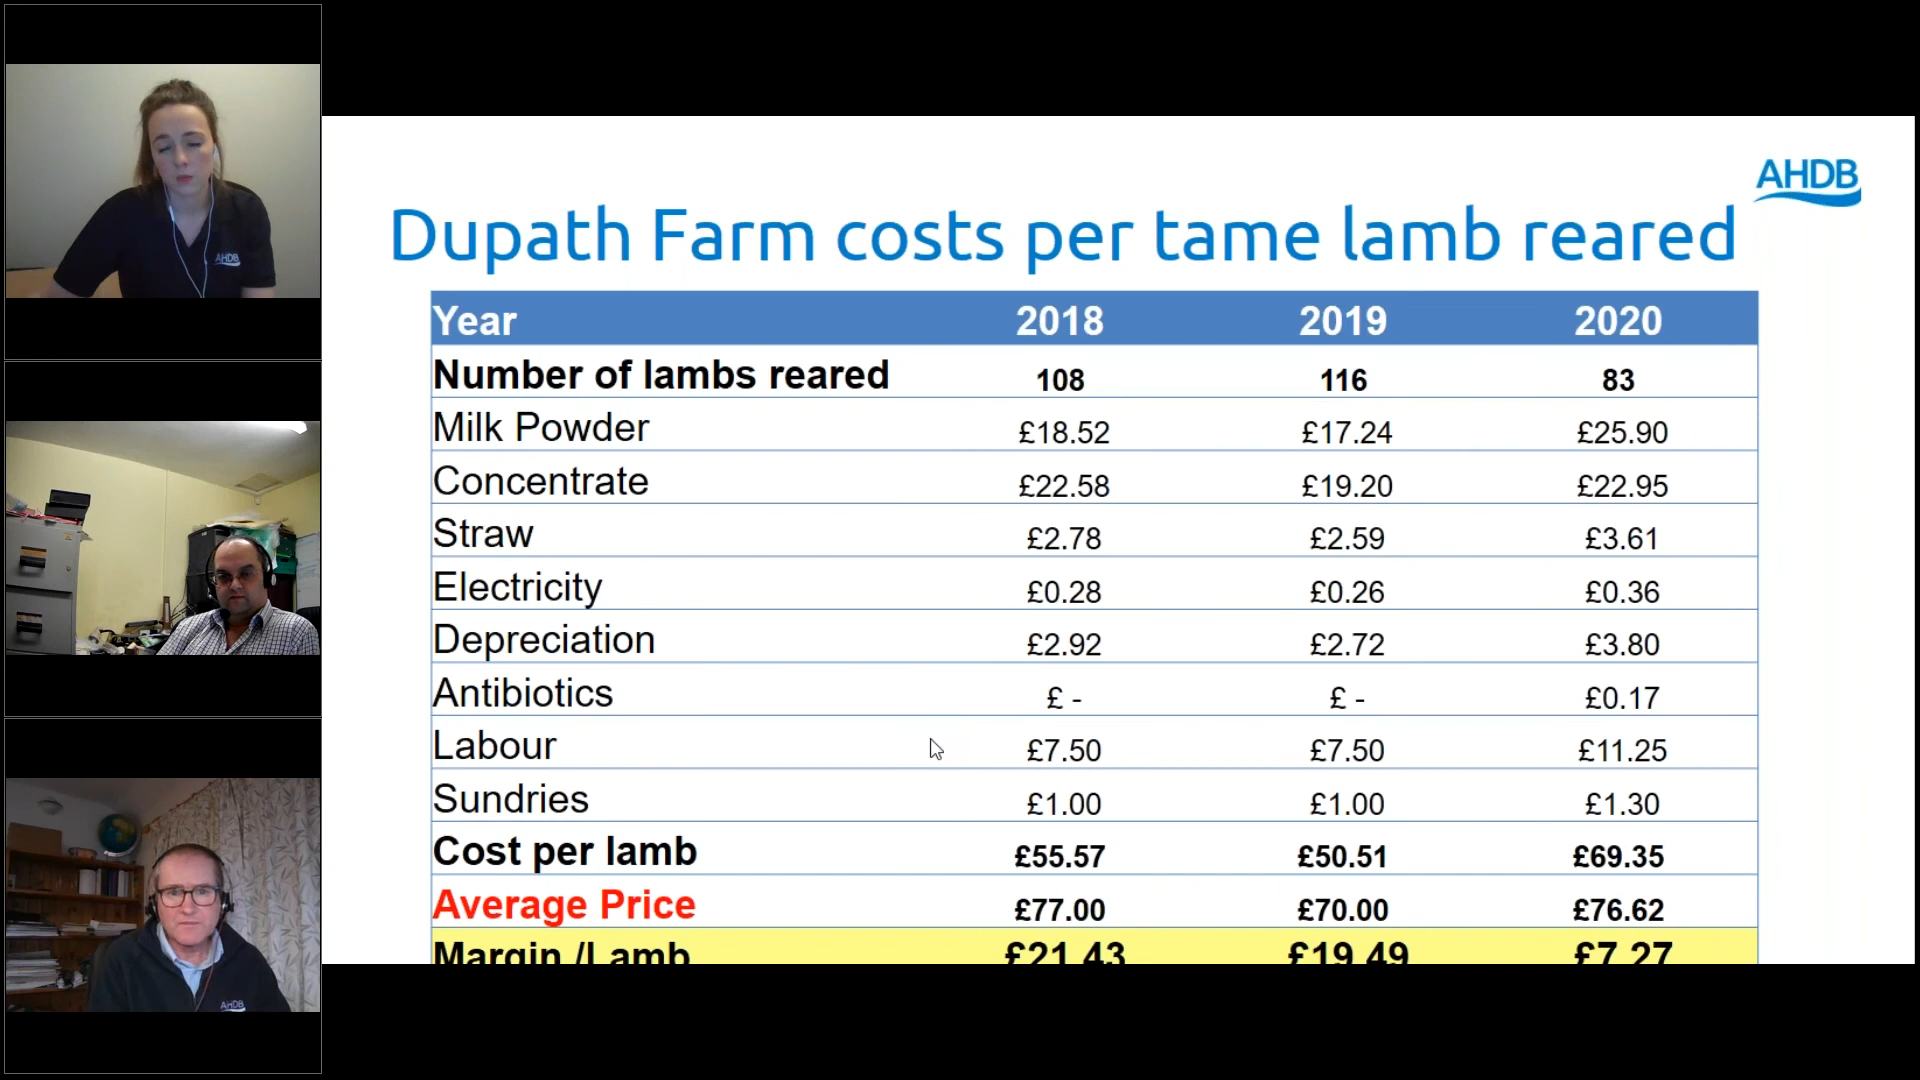 AHDB
Dupath Farm costs per tame lamb reared
Year 2018 2019 2020
Number of lambs reared 108 116 83
Milk Powder £18.52 £17.24 £25.90
Concentrate £22.58 £19.20 £22.95
Straw £2.78 £2.59 £3.61
Electricity £0.28 £0.26 £0.36
Depreciation £2.92 £2.72 £3.80
Antibiotics £ - £ - £0.17
Labour £7.50 £7.50 £11.25
Sundries £1.00 £1.00 £1.30
Cost per lamb £55.57 £50.51 £69.35
Average Price £77.00 £70.00 £76.62
Margin /Lamb £21.43 £19.49 £7.27
AHDB
AHDB